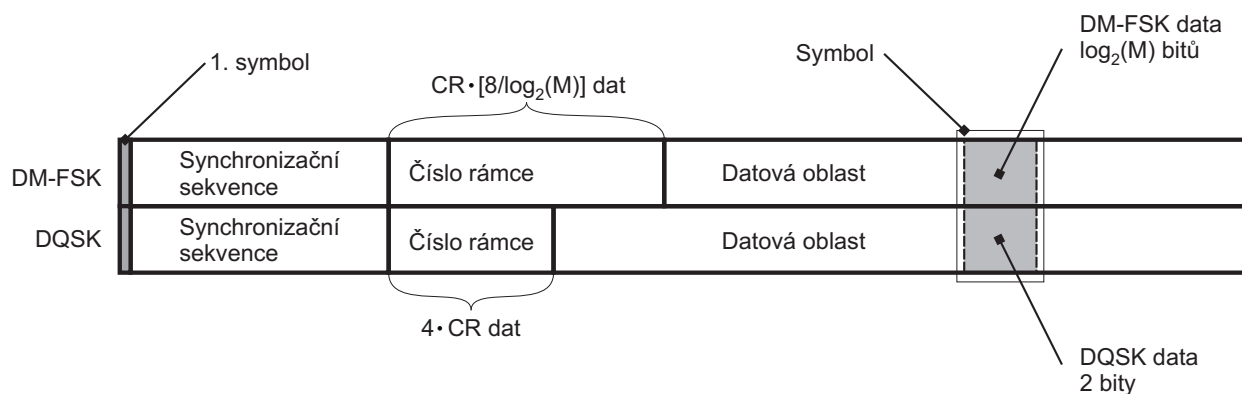 DM-FSK data
log₂(M) bitů
Symbol
1. symbol
CR·[8/log₂(M)] dat
DM-FSK
Synchronizační
sekvence
Číslo rámce
Datová oblast
DQSK
Synchronizační
sekvence
Číslo rámce
Datová oblast
4·CR dat
DQSK data
2 bity